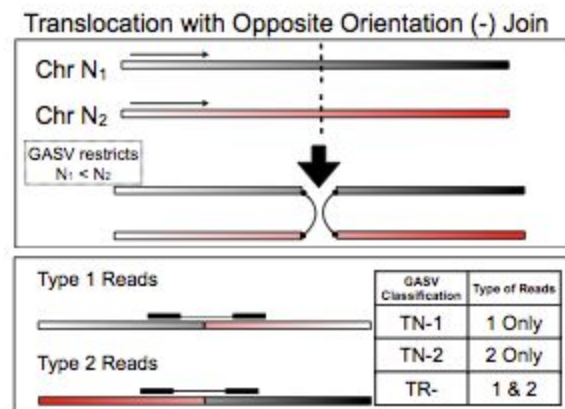 Translocation with Opposite Orientation (-) Join
Chr N₁
Chr N₂
GASV restricts
N₁ < N₂
Type 1 Reads
Type 2 Reads
GASV Classification Type of Reads
TN-1 1 Only
TN-2 2 Only
TR- 1 & 2